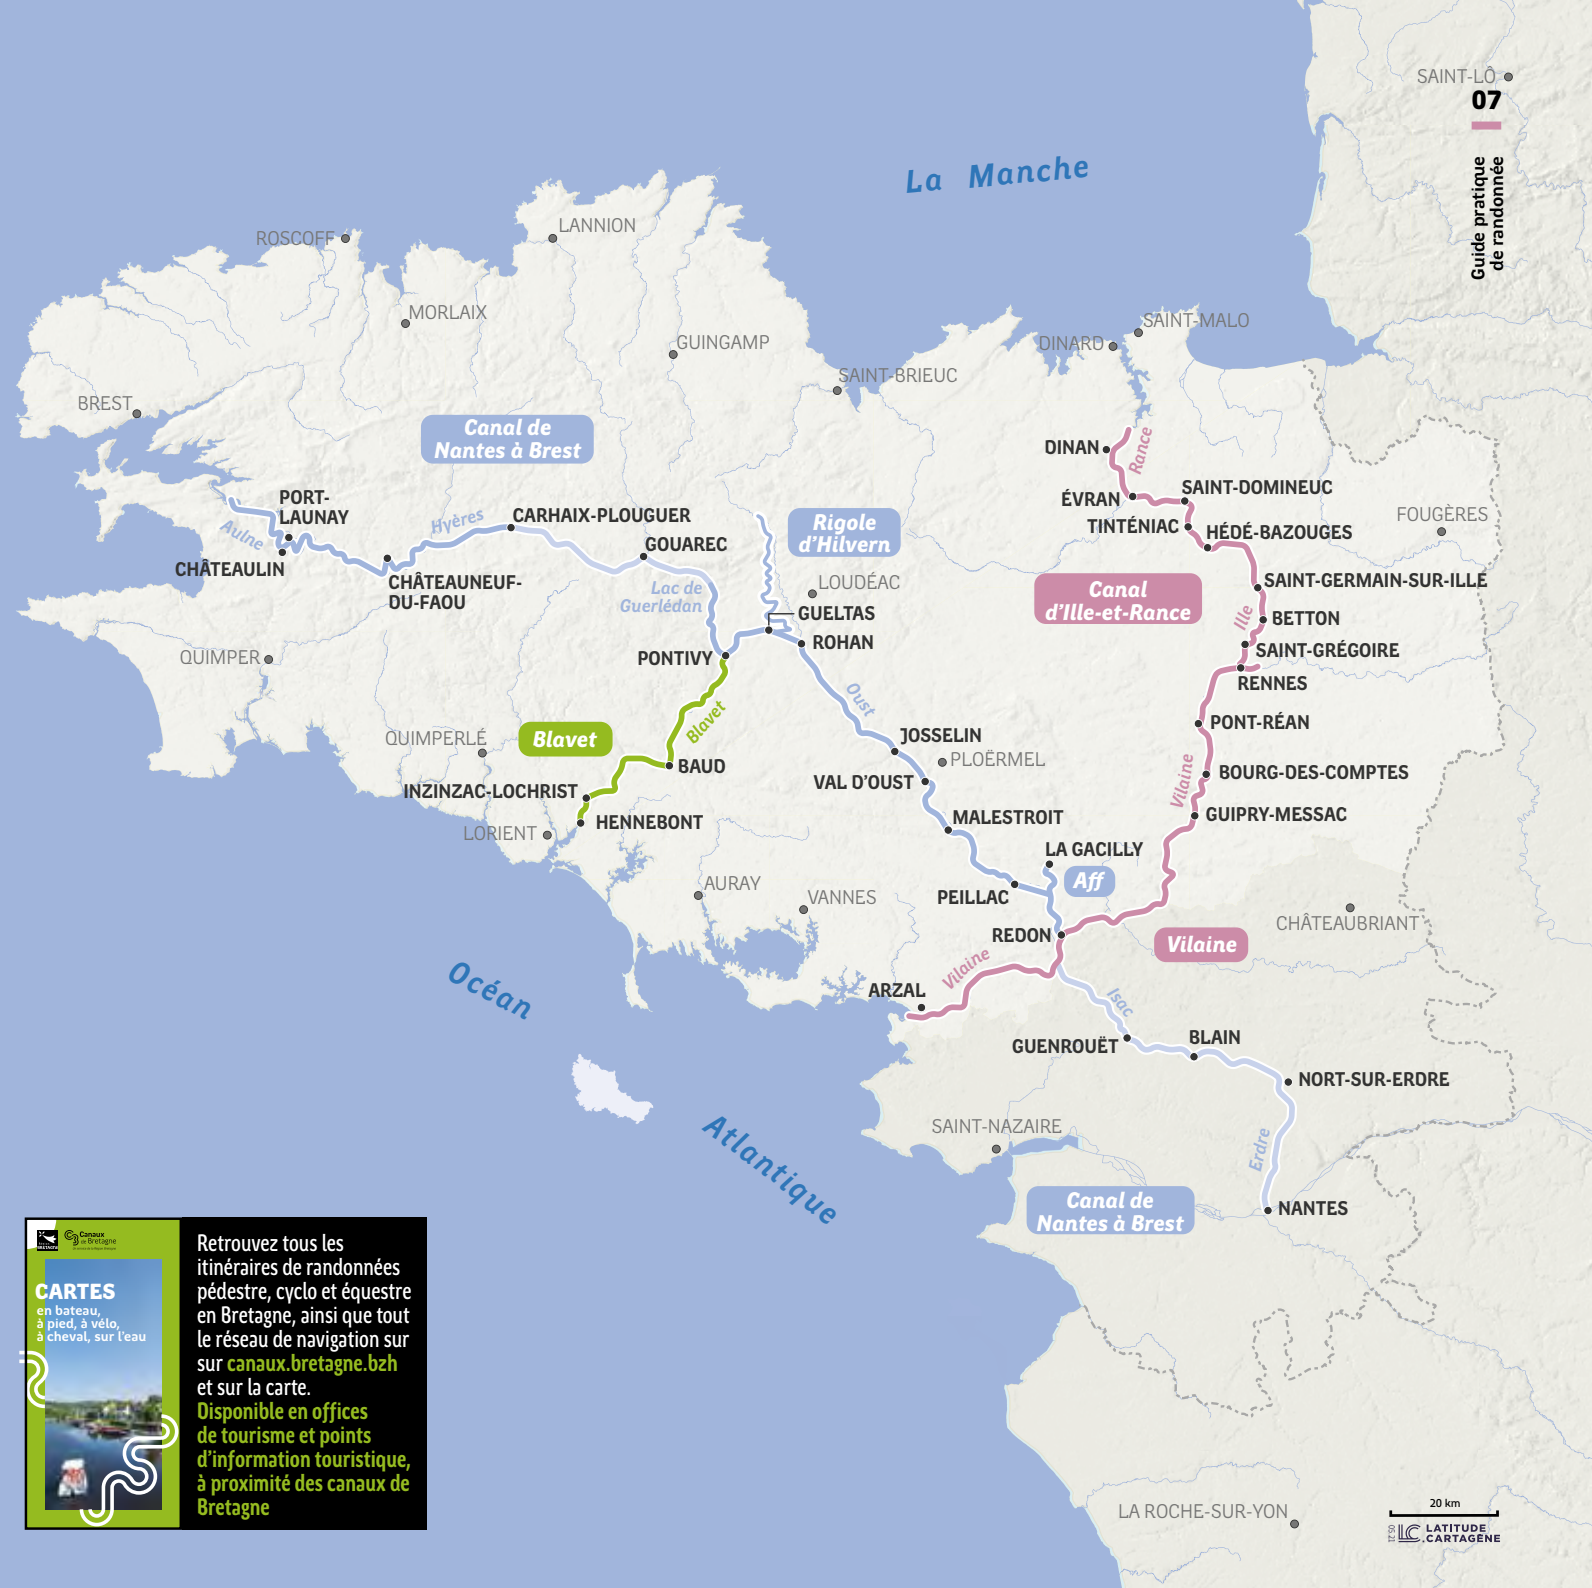 SAINT-LÔ
07
Guide pratique
de randonnée
La Manche
LANNION
ROSCOFF
MORLAIX
GUINGAMP
SAINT-MALO
DINARD
SAINT-BRIEUC
BREST
Canal de
Nantes à Brest
DINAN
Rance
ÉVRAN
SAINT-DOMINEUC
TINTÉNIAC
HÉDÉ-BAZOUGES
FOUGÈRES
PORT-
LAUNAY
Aulne
Hyères
CARHAIX-PLOUGUER
GOUAREC
Rigole
d'Hilvern
CHÂTEAULIN
CHÂTEAUNEUF-
DU-FAOU
Lac de
Guerlédan
LOUDÉAC
GUELTAS
ROHAN
Canal
d'Ille-et-Rance
SAINT-GERMAIN-SUR-ILLE
Ille
BETTON
SAINT-GRÉGOIRE
RENNES
QUIMPER
PONTIVY
Oust
Blavet
PONT-RÉAN
QUIMPERLÉ
Blavet
BAUD
JOSSELIN
PLOËRMEL
VAL D'OUST
Vilaine
BOURG-DES-COMPTES
GUIPRY-MESSAC
INZINZAC-LOCHRIST
HENNEBONT
LORIENT
MALESTROIT
LA GACILLY
Aff
PEILLAC
AURAY
VANNES
REDON
Vilaine
CHÂTEAUBRIANT
Vilaine
ARZAL
Océan
Isac
GUENROUËT
BLAIN
NORT-SUR-ERDRE
Atlantique
SAINT-NAZAIRE
Erdre
Canal de
Nantes à Brest
NANTES
BRETAGNE
Canaux
de Bretagne
CARTES
en bateau,
à pied, à vélo,
à cheval, sur l'eau
Retrouvez tous les
itinéraires de randonnées
pédestre, cyclo et équestre
en Bretagne, ainsi que tout
le réseau de navigation sur
sur canaux.bretagne.bzh
et sur la carte.
Disponible en offices
de tourisme et points
d'information touristique,
à proximité des canaux de
Bretagne
LA ROCHE-SUR-YON
20 km
05.21
LC
LATITUDE
.CARTAGÈNE